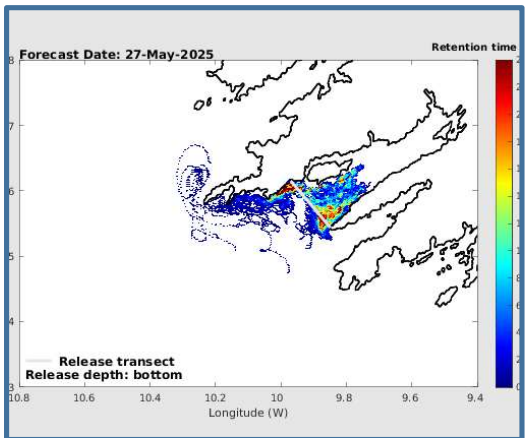 Retention time
Forecast Date: 27-May-2025
8
7
6
5
4
3
Release transect
Release depth: bottom
10.8 10.6 10.4 10.2 10 9.8 9.6 9.4
Longitude (W)